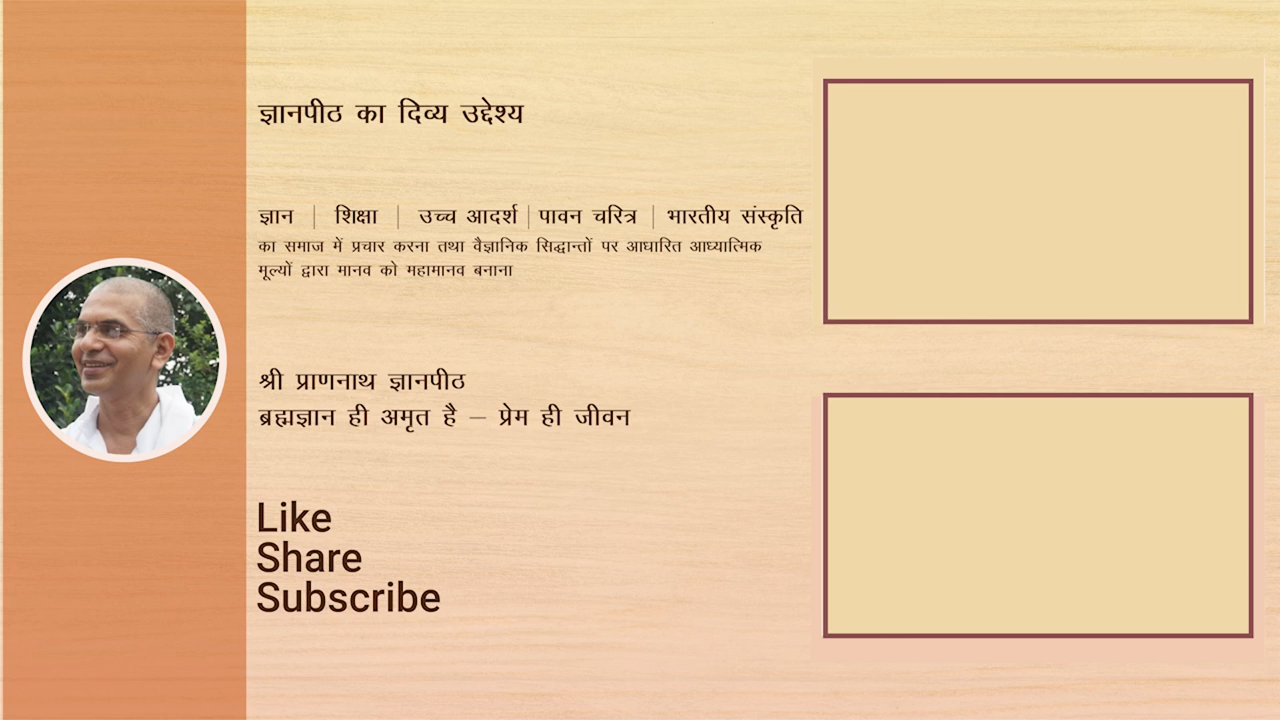 ज्ञानपीठ का दिव्य उद्देश्य
ज्ञान | शिक्षा | उच्च आदर्श | पावन चरित्र | भारतीय संस्कृति
का समाज में प्रचार करना तथा वैज्ञानिक सिद्धान्तों पर आधारित आध्यात्मिक
मूल्यों द्वारा मानव को महामानव बनाना
श्री प्राणनाथ ज्ञानपीठ
ब्रह्मज्ञान ही अमृत है – प्रेम ही जीवन
Like
Share
Subscribe